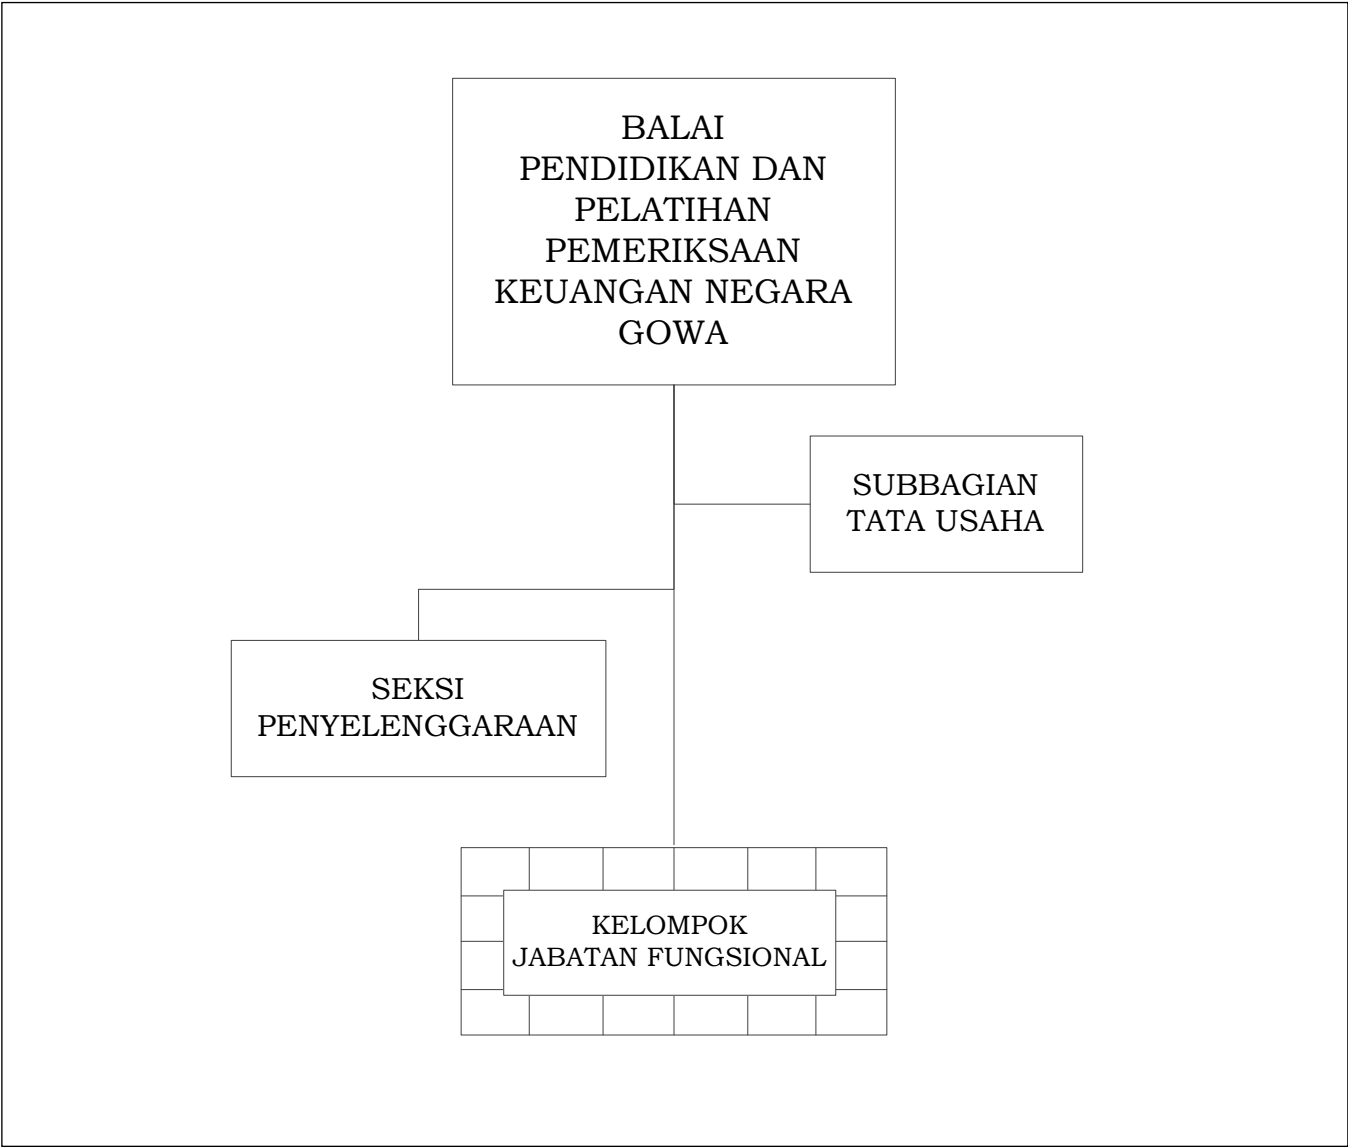 BALAI
PENDIDIKAN DAN
PELATIHAN
PEMERIKSAAN
KEUANGAN NEGARA
GOWA
SUBBAGIAN
TATA USAHA
SEKSI
PENYELENGGARAAN
KELOMPOK
JABATAN FUNGSIONAL